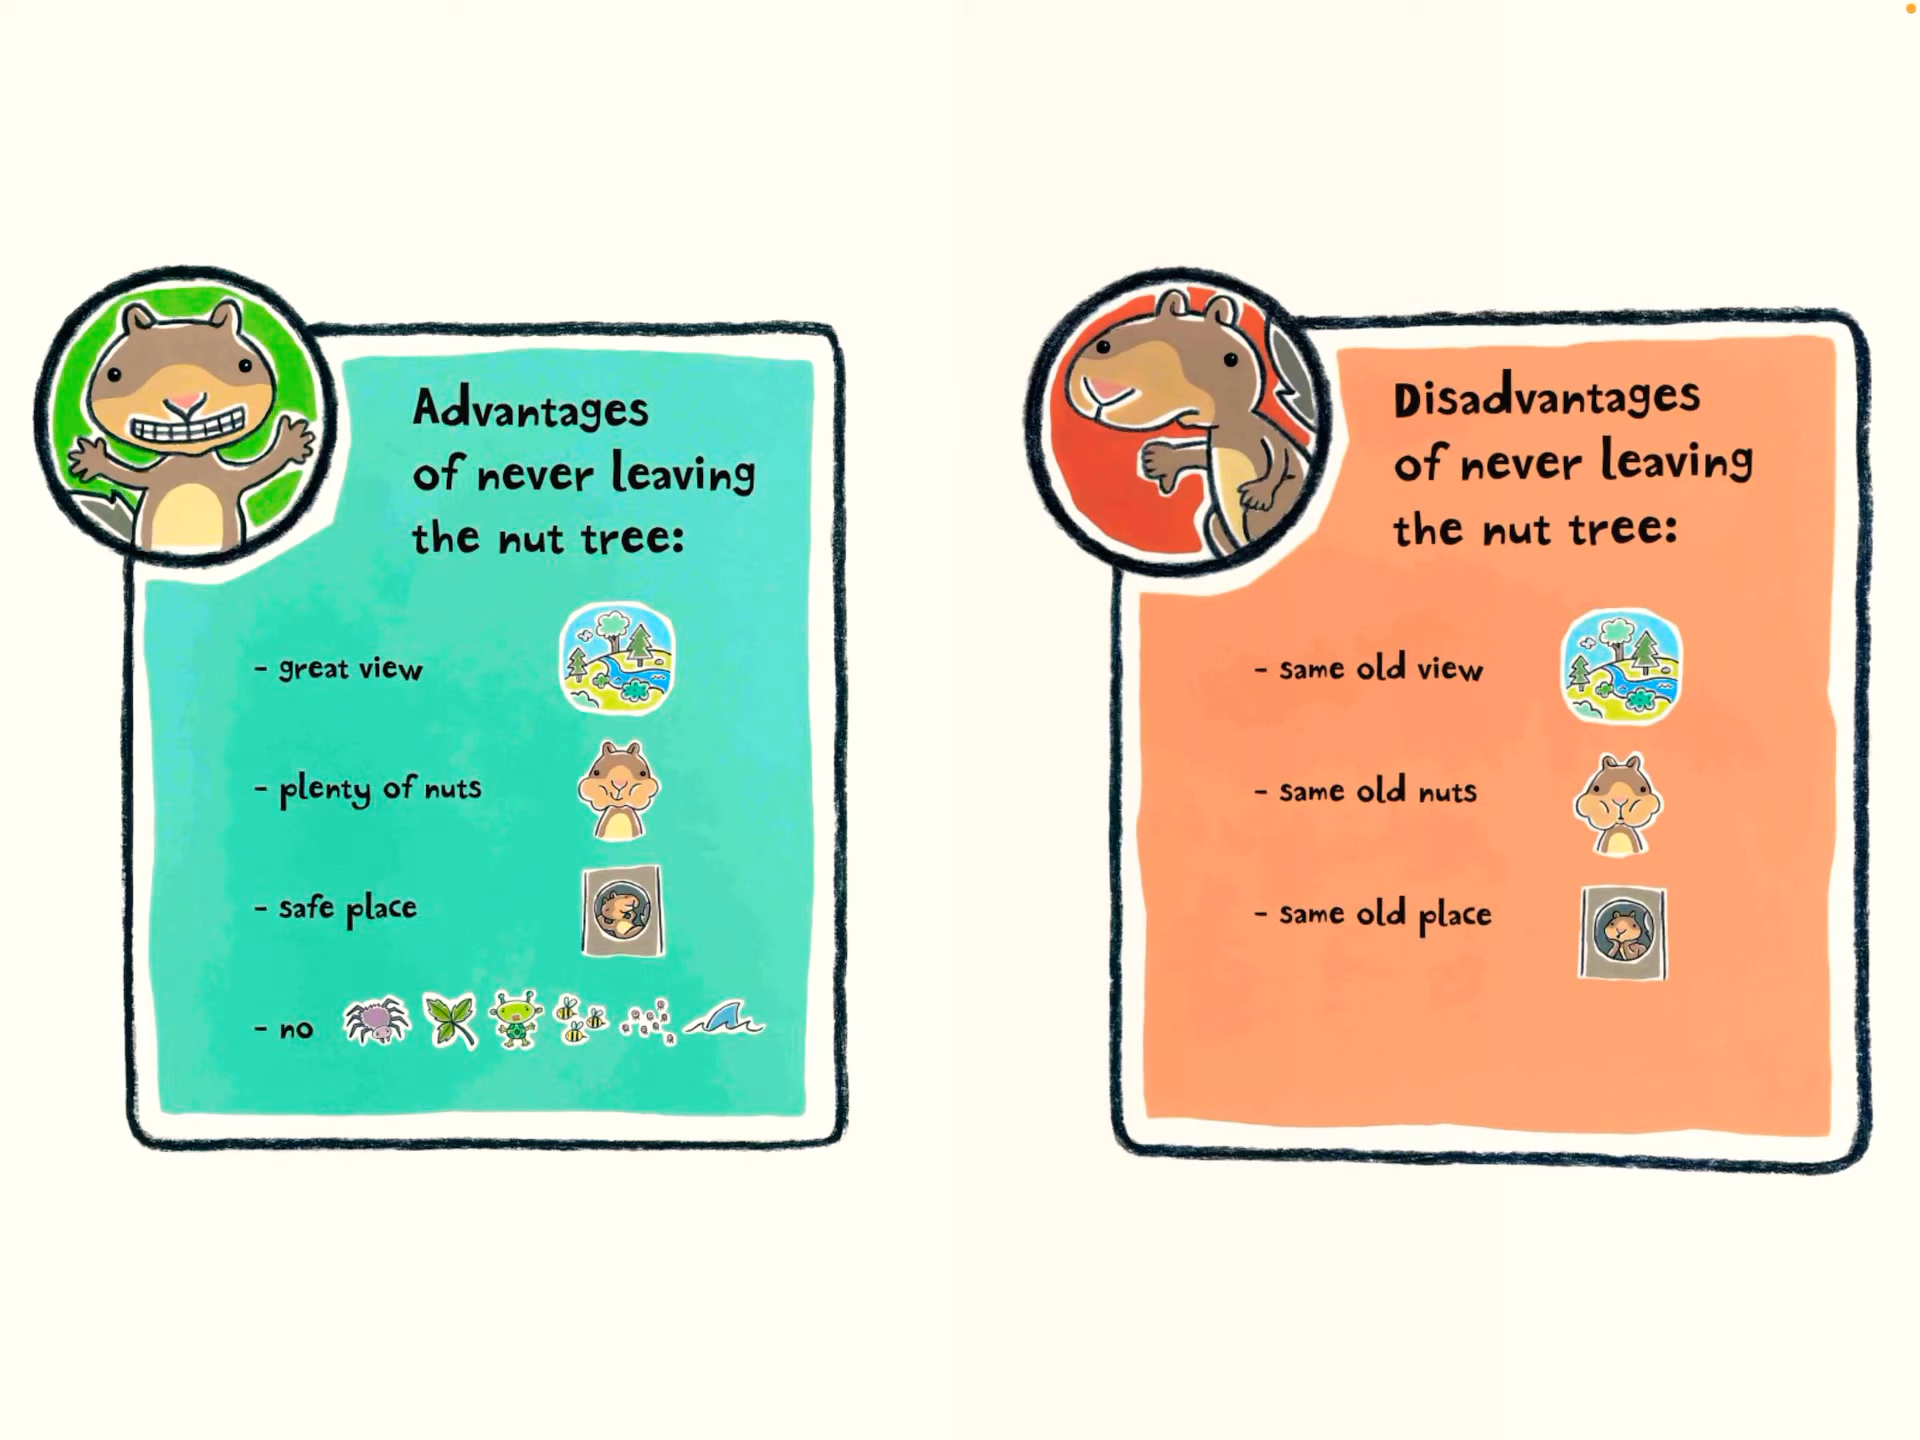 Advantages
of never leaving
the nut tree:
- great view
- plenty of nuts
- safe place
- no
Disadvantages
of never leaving
the nut tree:
- same old view
- same old nuts
- same old place